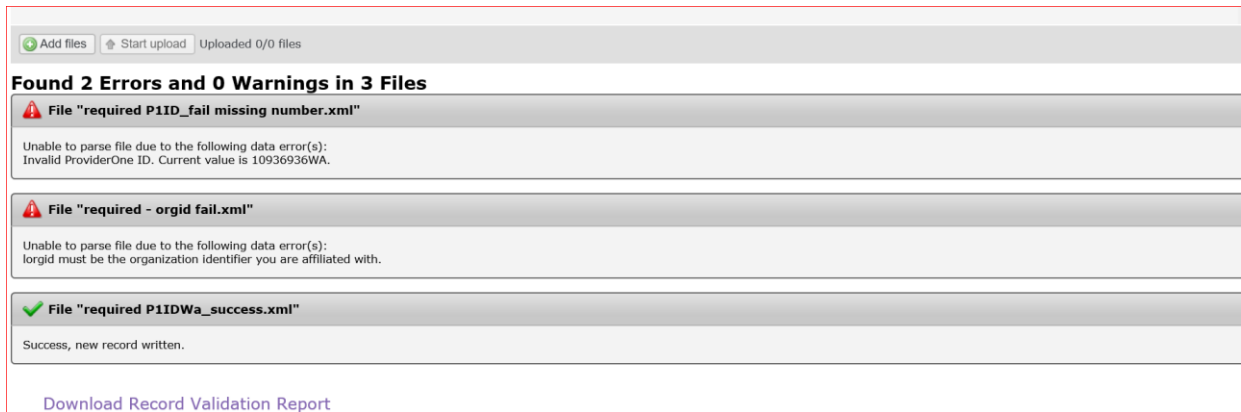 Add files Start upload Uploaded 0/0 files
Found 2 Errors and 0 Warnings in 3 Files
File "required P1ID_fail missing number.xml"
Unable to parse file due to the following data error(s):
Invalid ProviderOne ID. Current value is 10936936WA.
File "required - orgid fail.xml"
Unable to parse file due to the following data error(s):
lorgid must be the organization identifier you are affiliated with.
File "required P1IDWa_success.xml"
Success, new record written.
Download Record Validation Report